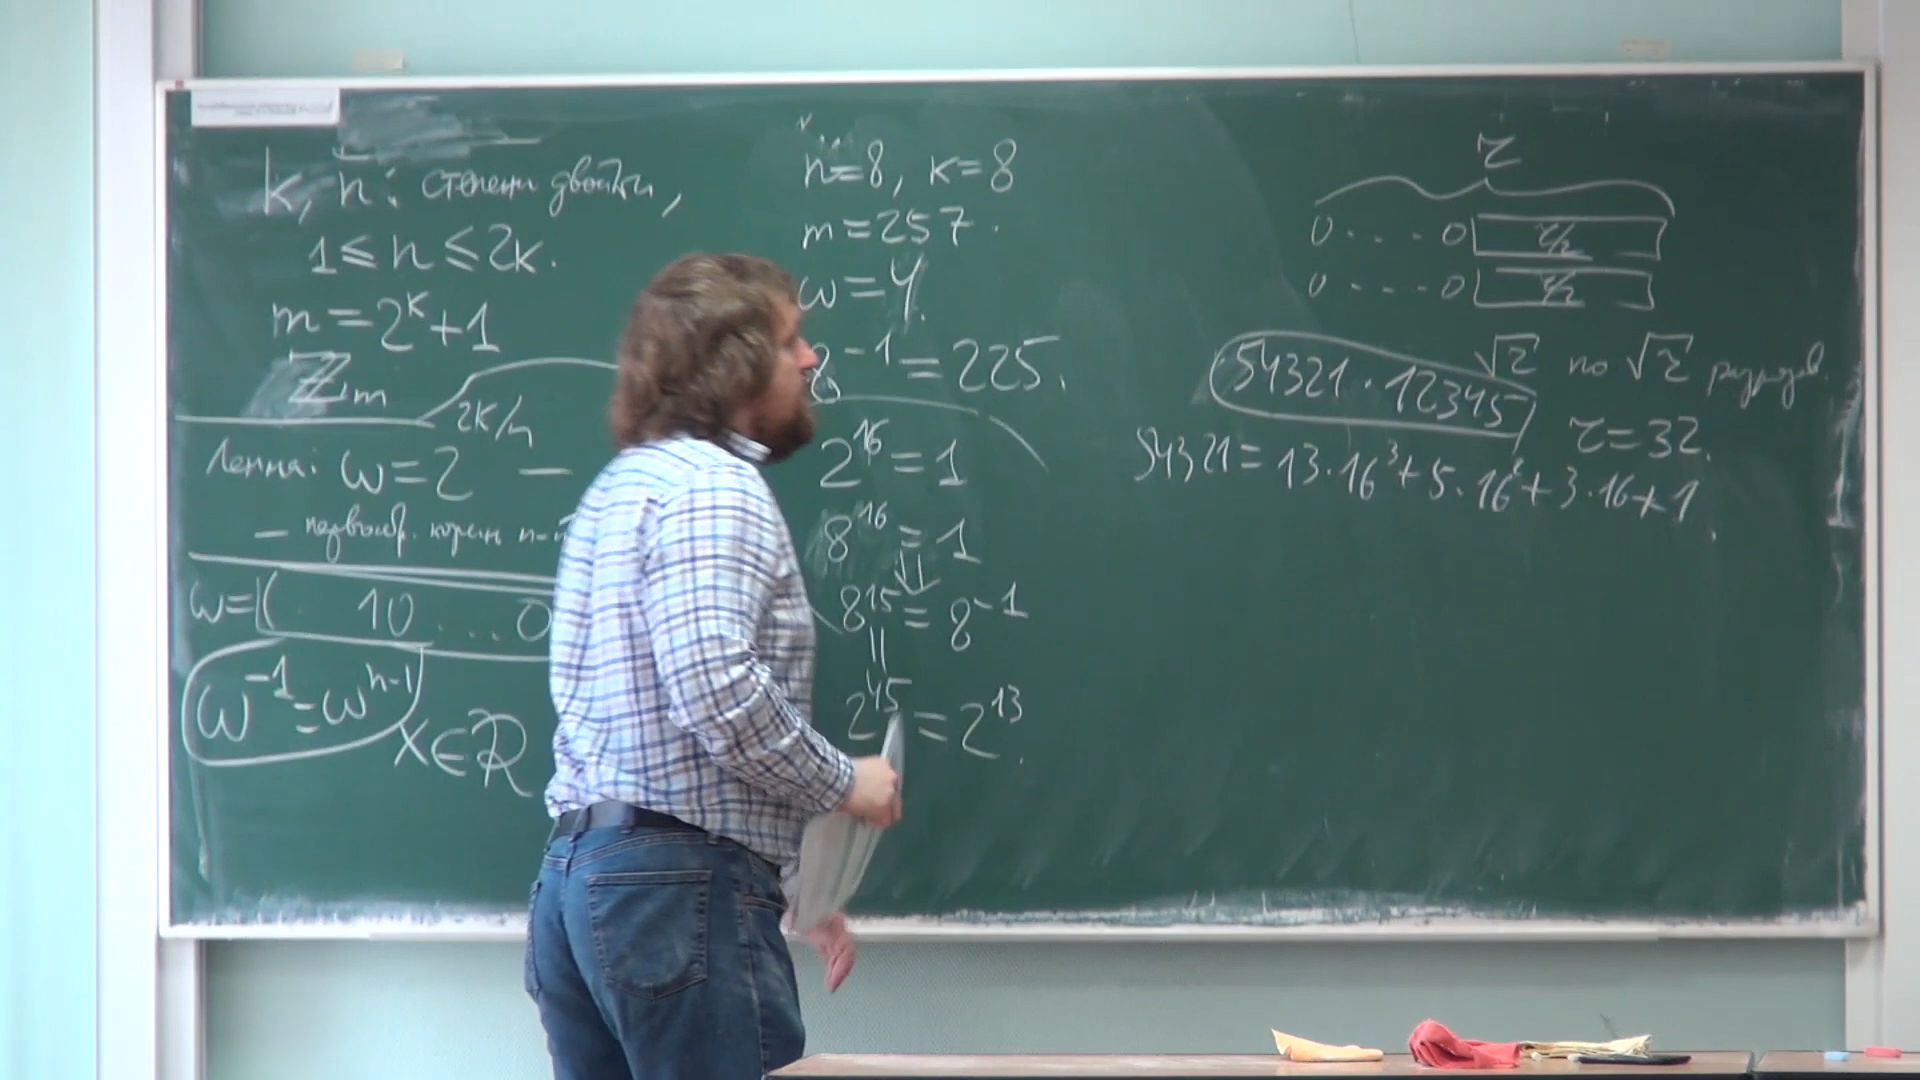 k, n: степени двойки,
1 ≤ n ≤ 2k.
m = 2^k + 1
ℤ_m
2k/n
Лемма: ω = 2 —
— первообр. корень n-й
ω = 10 ... 0
ω^{-1} = ω^{n-1}
x ∈ R
n = 8, k = 8
m = 257.
ω = 4.
8^{-1} = 225.
2^{16} = 1
8^{16} = 1
⇓
8^{15} = 8^{-1}
||
2^{45} = 2^{13}.
r
0 . . . . 0 r/2
0 . . . . 0 r/2
√r по √r разрядов.
54321 · 12345
r = 32.
54321 = 13·16^3 + 5·16^2 + 3·16 + 1